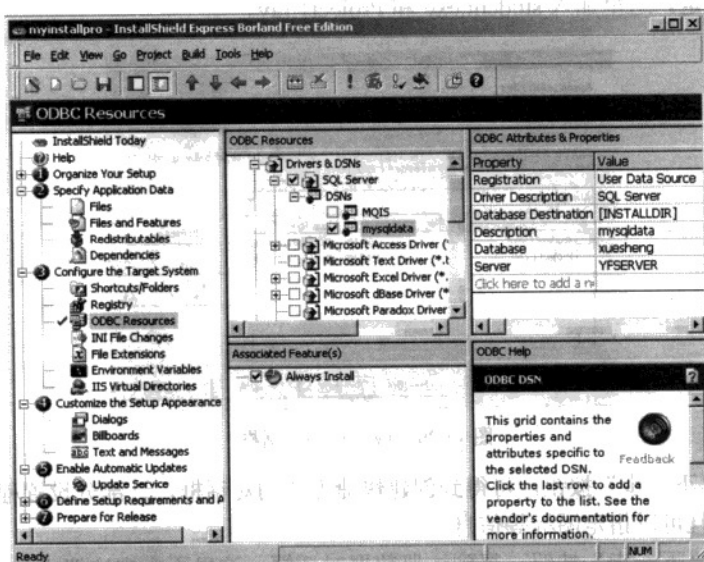 myinstallpro - InstallShield Express Borland Free Edition
File Edit View Go Project Build Tools Help
ODBC Resources
InstallShield Today
Help
1 Organize Your Setup
2 Specify Application Data
Files
Files and Features
Redistributables
Dependencies
3 Configure the Target System
Shortcuts/Folders
Registry
ODBC Resources
INI File Changes
File Extensions
Environment Variables
IIS Virtual Directories
4 Customize the Setup Appearance
Dialogs
Billboards
Text and Messages
5 Enable Automatic Updates
Update Service
6 Define Setup Requirements and A
7 Prepare for Release
ODBC Resources
Drivers & DSNs
SQL Server
DSNs
MQIS
mysqldata
Microsoft Access Driver (*
Microsoft Text Driver (*.t
Microsoft Excel Driver (*.
Microsoft dBase Driver (*
Microsoft Paradox Driver
Associated Feature(s)
Always Install
ODBC Attributes & Properties
Property Value
Registration User Data Source
Driver Description SQL Server
Database Destination [INSTALLDIR]
Description mysqldata
Database xuesheng
Server YFSERVER
Click here to add a n
ODBC Help
ODBC DSN
This grid contains the
properties and
attributes specific to
the selected DSN.
Click the last row to add a
property to the list. See the
vendor's documentation for
more information.
Feedback
Ready
NUM